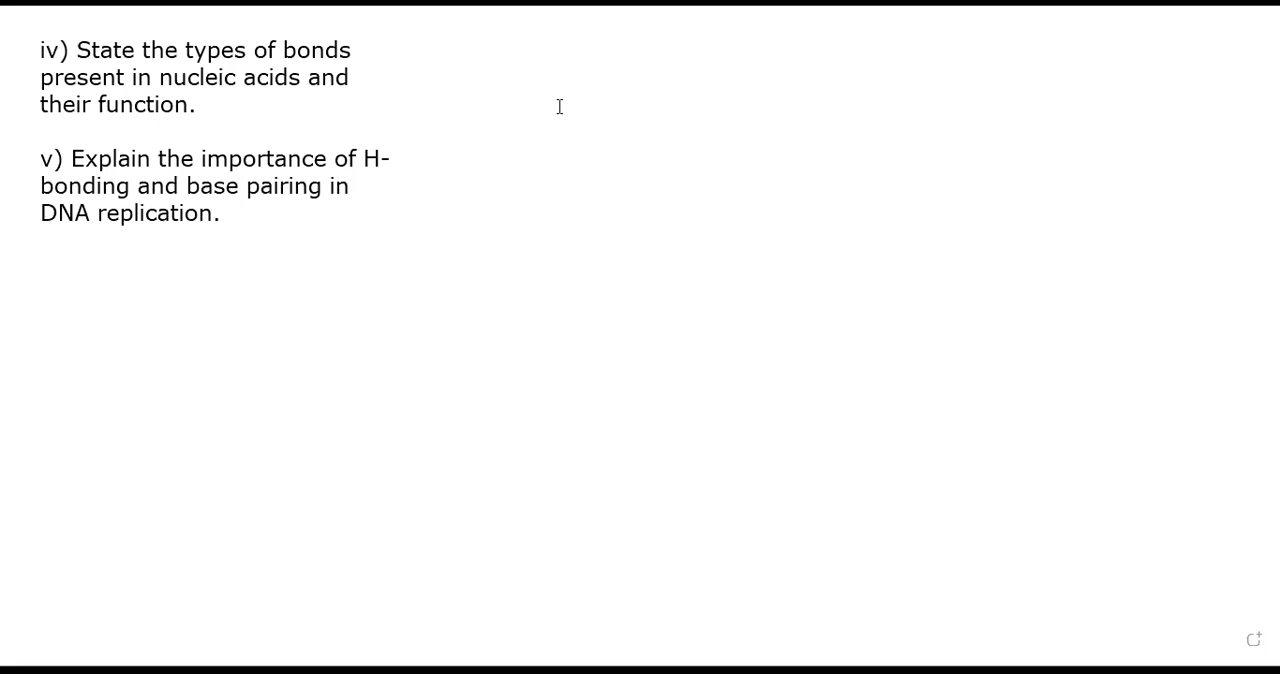 iv) State the types of bonds
present in nucleic acids and
their function.
v) Explain the importance of H-
bonding and base pairing in
DNA replication.